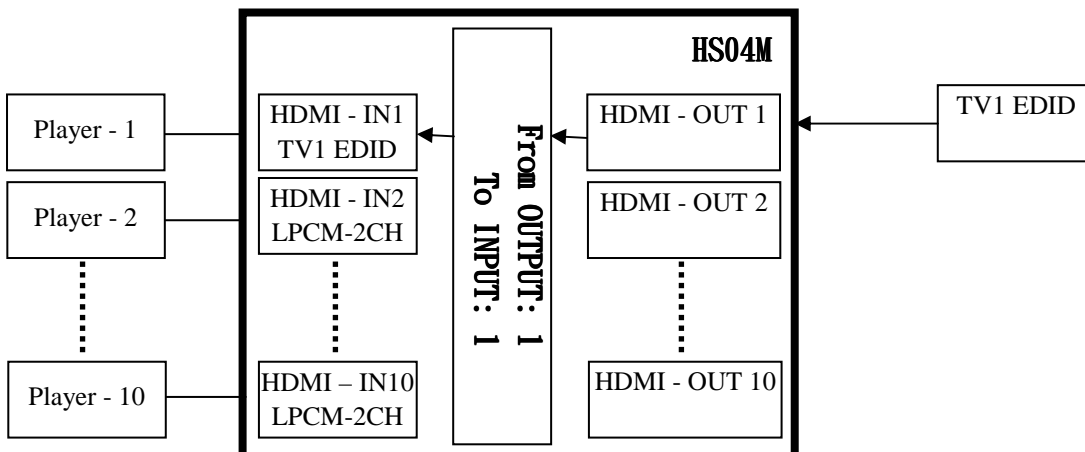 HS04M
Player - 1
HDMI - IN1
TV1 EDID
From OUTPUT: 1
To INPUT: 1
HDMI - OUT 1
TV1 EDID
Player - 2
HDMI - IN2
LPCM-2CH
HDMI - OUT 2
Player - 10
HDMI – IN10
LPCM-2CH
HDMI - OUT 10